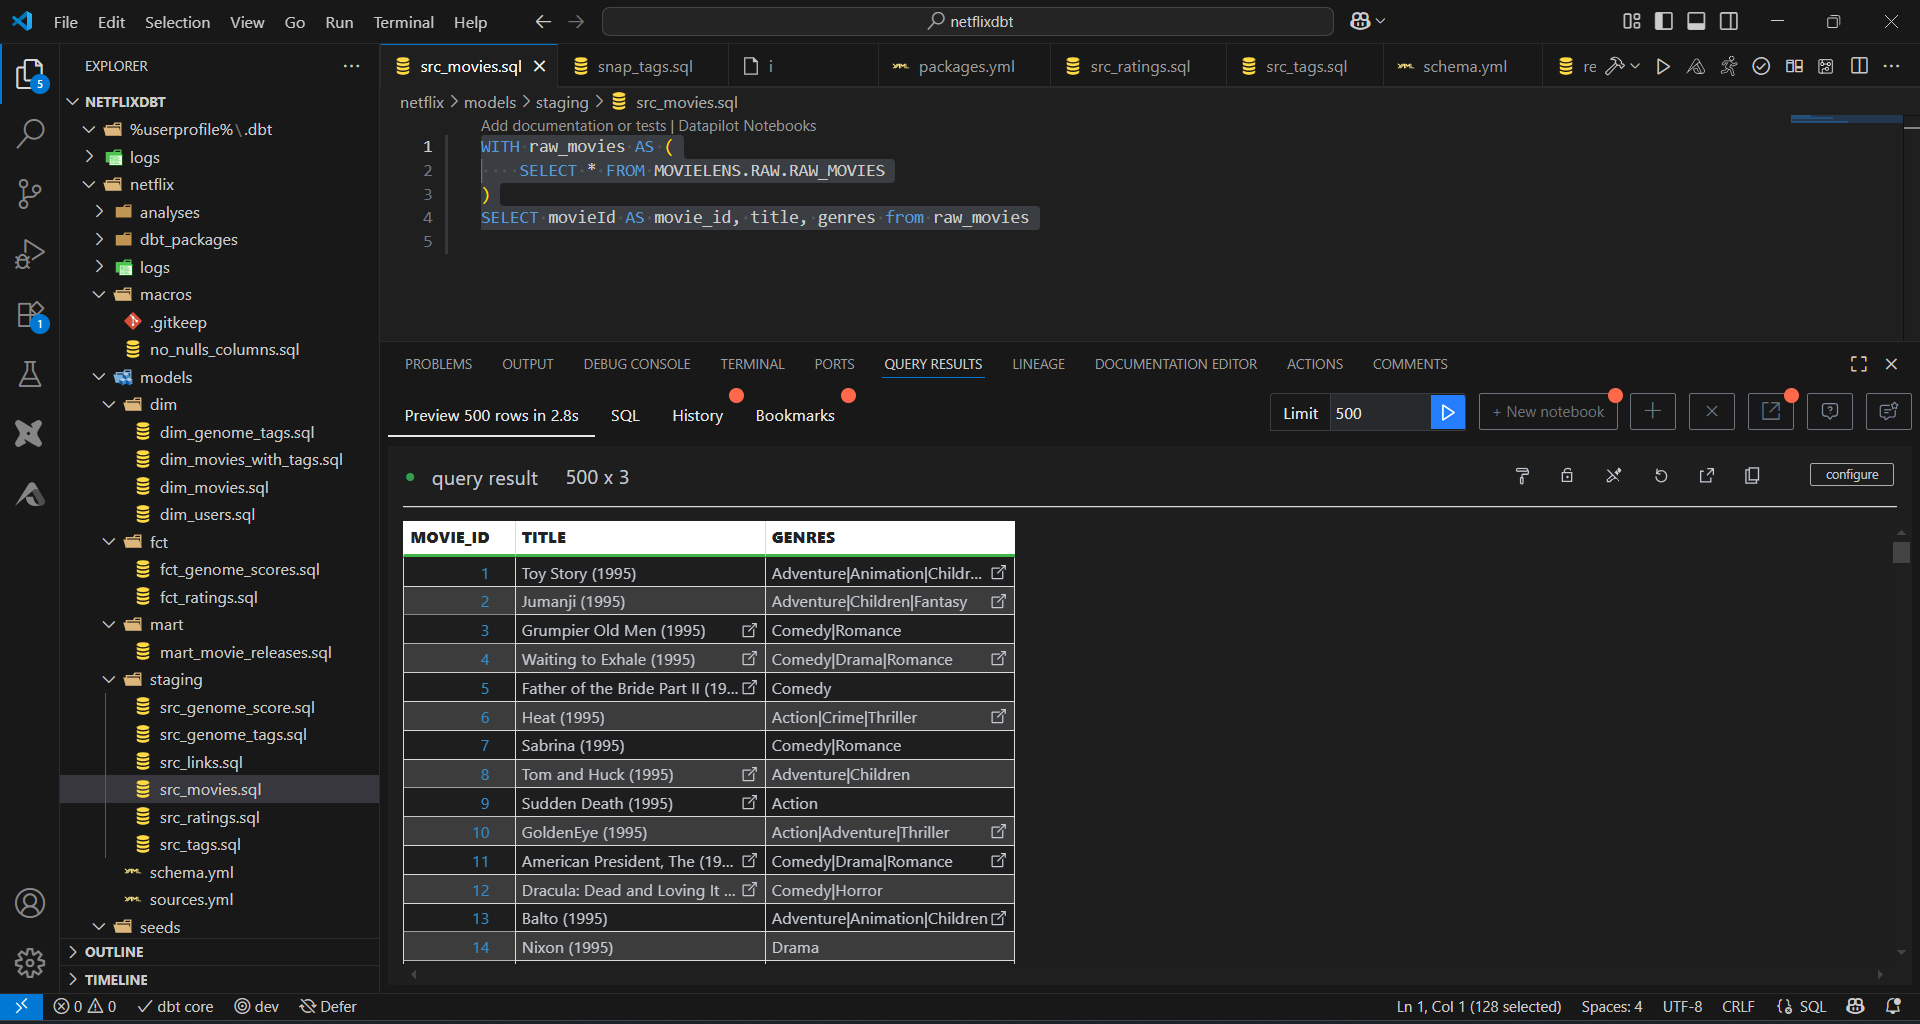 File Edit Selection View Go Run Terminal Help
netflixdbt
EXPLORER
NETFLIXDBT
%userprofile%\.dbt
logs
netflix
analyses
dbt_packages
logs
macros
.gitkeep
no_nulls_columns.sql
models
dim
dim_genome_tags.sql
dim_movies_with_tags.sql
dim_movies.sql
dim_users.sql
fct
fct_genome_scores.sql
fct_ratings.sql
mart
mart_movie_releases.sql
staging
src_genome_score.sql
src_genome_tags.sql
src_links.sql
src_movies.sql
src_ratings.sql
src_tags.sql
schema.yml
sources.yml
seeds
OUTLINE
TIMELINE
5
1
src_movies.sql snap_tags.sql i packages.yml src_ratings.sql src_tags.sql schema.yml re
netflix > models > staging > src_movies.sql
Add documentation or tests | Datapilot Notebooks
1 WITH raw_movies AS (
2 SELECT * FROM MOVIELENS.RAW.RAW_MOVIES
3 )
4 SELECT movieId AS movie_id, title, genres from raw_movies
5
PROBLEMS OUTPUT DEBUG CONSOLE TERMINAL PORTS QUERY RESULTS LINEAGE DOCUMENTATION EDITOR ACTIONS COMMENTS
Preview 500 rows in 2.8s SQL History Bookmarks Limit 500 + New notebook
query result 500 x 3 configure
MOVIE_ID TITLE GENRES
1 Toy Story (1995) Adventure|Animation|Childr...
2 Jumanji (1995) Adventure|Children|Fantasy
3 Grumpier Old Men (1995) Comedy|Romance
4 Waiting to Exhale (1995) Comedy|Drama|Romance
5 Father of the Bride Part II (19... Comedy
6 Heat (1995) Action|Crime|Thriller
7 Sabrina (1995) Comedy|Romance
8 Tom and Huck (1995) Adventure|Children
9 Sudden Death (1995) Action
10 GoldenEye (1995) Action|Adventure|Thriller
11 American President, The (19... Comedy|Drama|Romance
12 Dracula: Dead and Loving It ... Comedy|Horror
13 Balto (1995) Adventure|Animation|Children
14 Nixon (1995) Drama
0 0 dbt core dev Defer Ln 1, Col 1 (128 selected) Spaces: 4 UTF-8 CRLF SQL